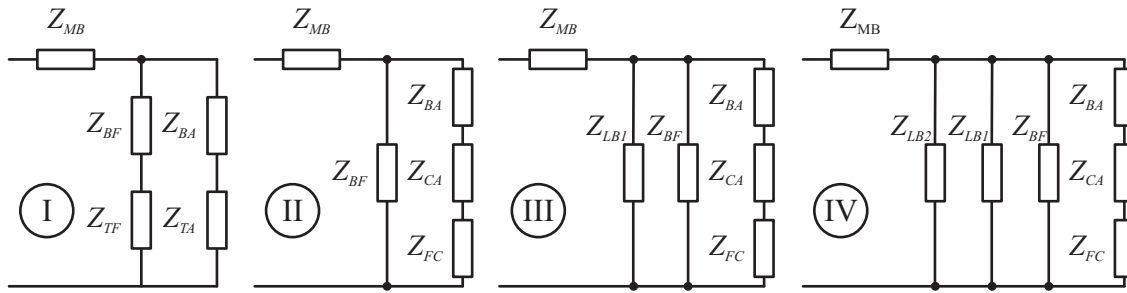 Z_MB Z_MB Z_MB Z_MB
Z_BF Z_BA Z_BA Z_BA Z_BA
Z_LB1 Z_BF Z_LB2 Z_LB1 Z_BF
Z_BF Z_CA Z_CA Z_CA
I Z_TF Z_TA II III IV
Z_FC Z_FC Z_FC